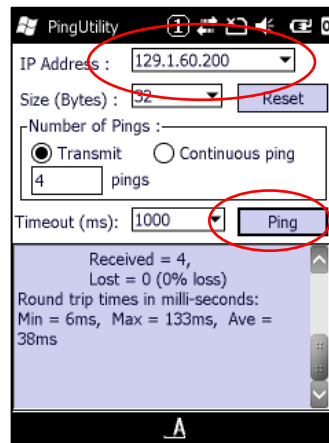 PingUtility
IP Address : 129.1.60.200
Size (Bytes) : 32 Reset
Number of Pings :
Transmit Continuous ping
4 pings
Timeout (ms): 1000 Ping
Received = 4,
Lost = 0 (0% loss)
Round trip times in milli-seconds:
Min = 6ms, Max = 133ms, Ave =
38ms
A